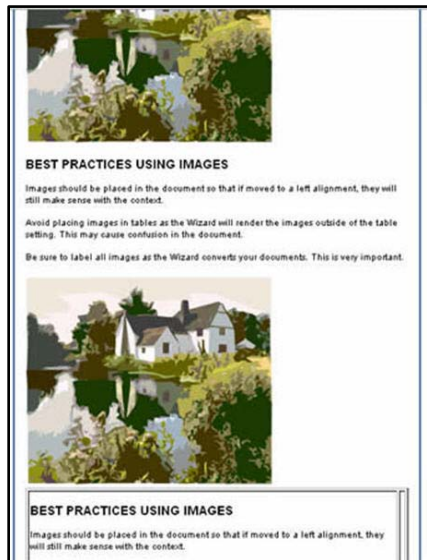 BEST PRACTICES USING IMAGES
Images should be placed in the document so that if moved to a left alignment, they will
still make sense with the context.
Avoid placing images in tables as the Wizard will render the images outside of the table
setting. This may cause confusion in the document.
Be sure to label all images as the Wizard converts your documents. This is very important.
BEST PRACTICES USING IMAGES
Images should be placed in the document so that if moved to a left alignment, they
will still make sense with the context.